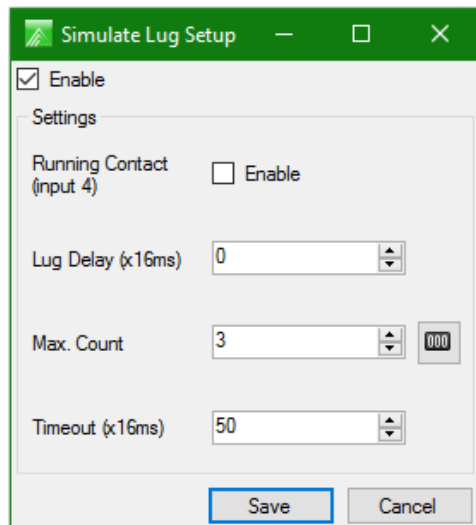 Simulate Lug Setup
Enable
Settings
Running Contact
(input 4)
Enable
Lug Delay (x16ms)
0
Max. Count
3
000
Timeout (x16ms)
50
Save
Cancel